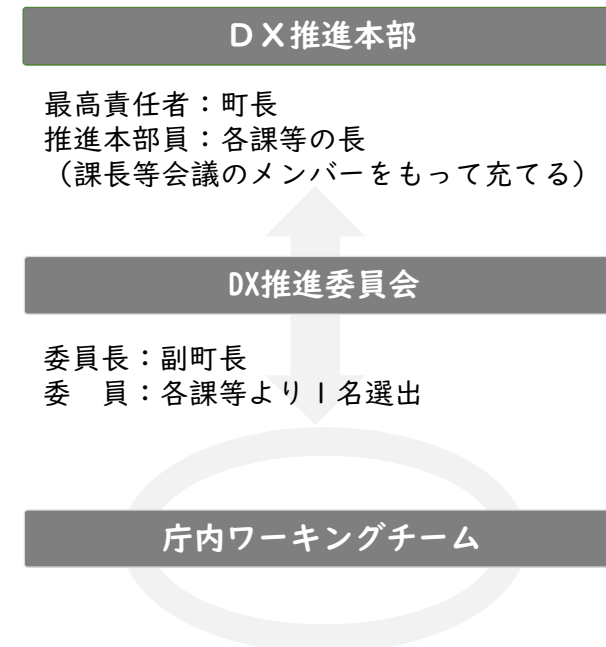 ＤＸ推進本部
最高責任者：町長
推進本部員：各課等の長
（課長等会議のメンバーをもって充てる）
DX推進委員会
委員長：副町長
委　員：各課等より１名選出
庁内ワーキングチーム